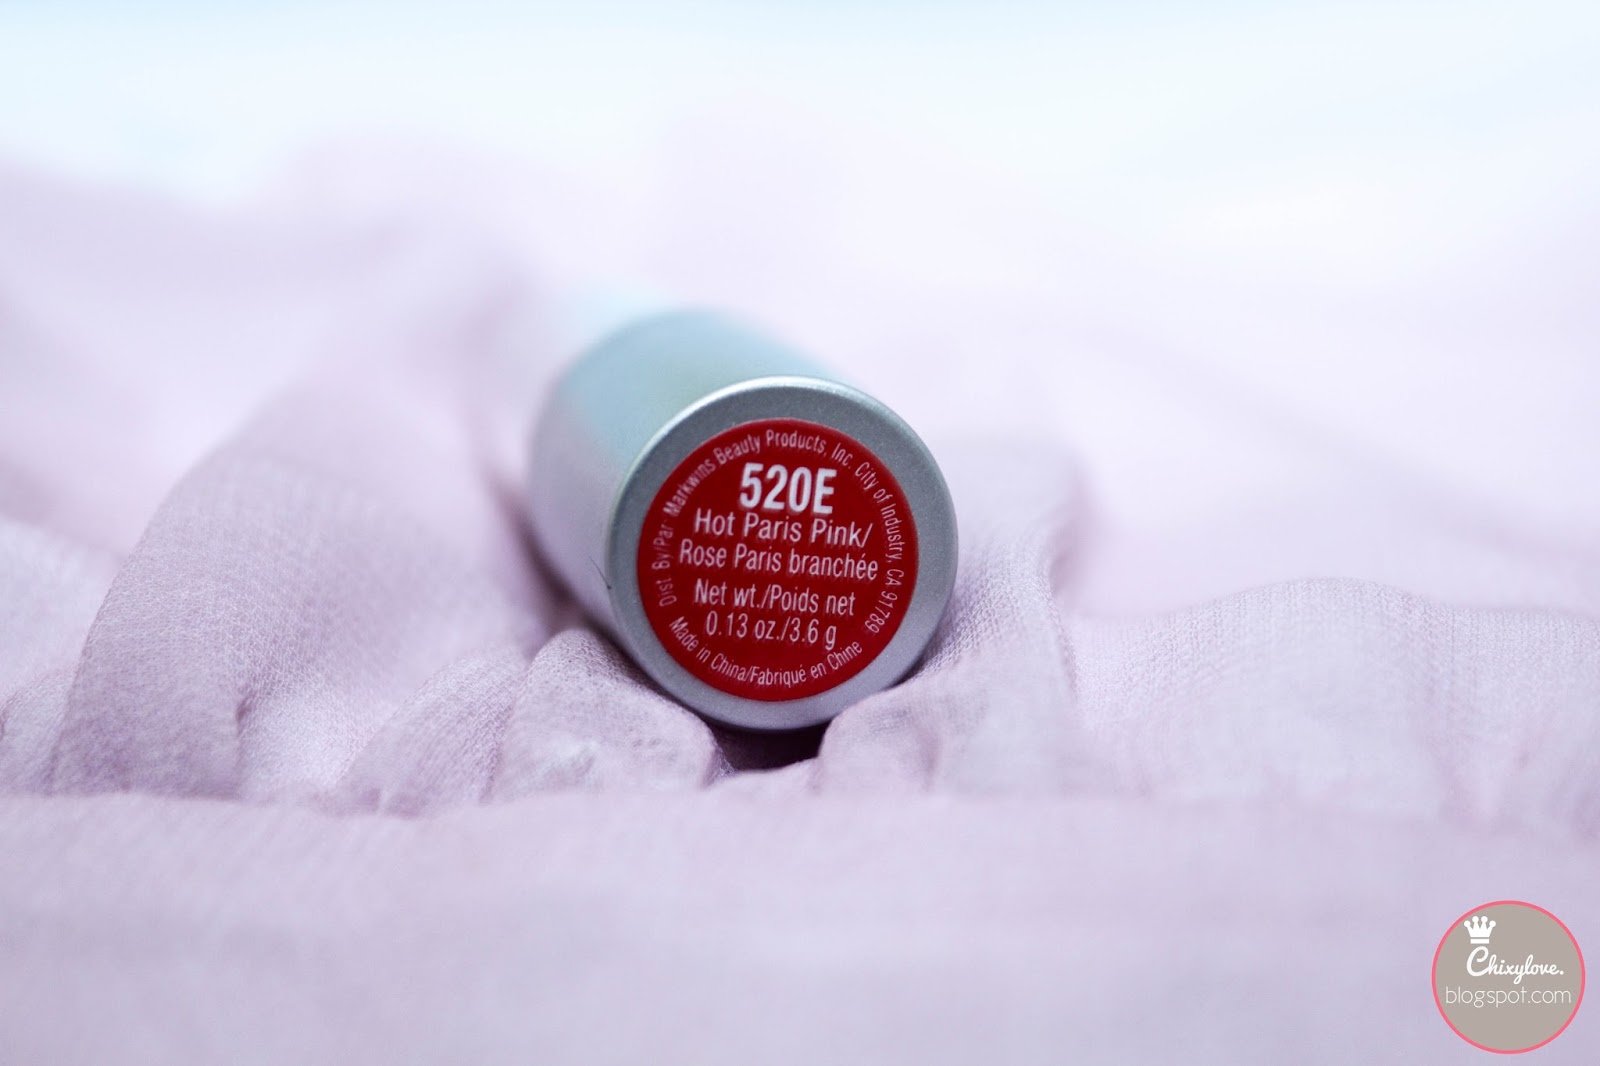 Dist By/Par: Markwins Beauty Products, Inc. City of Industry, CA 91789
520E
Hot Paris Pink/
Rose Paris branchée
Net wt./Poids net
0.13 oz./3.6 g
Made in China/Fabriqué en Chine
Chixylove.
blogspot.com